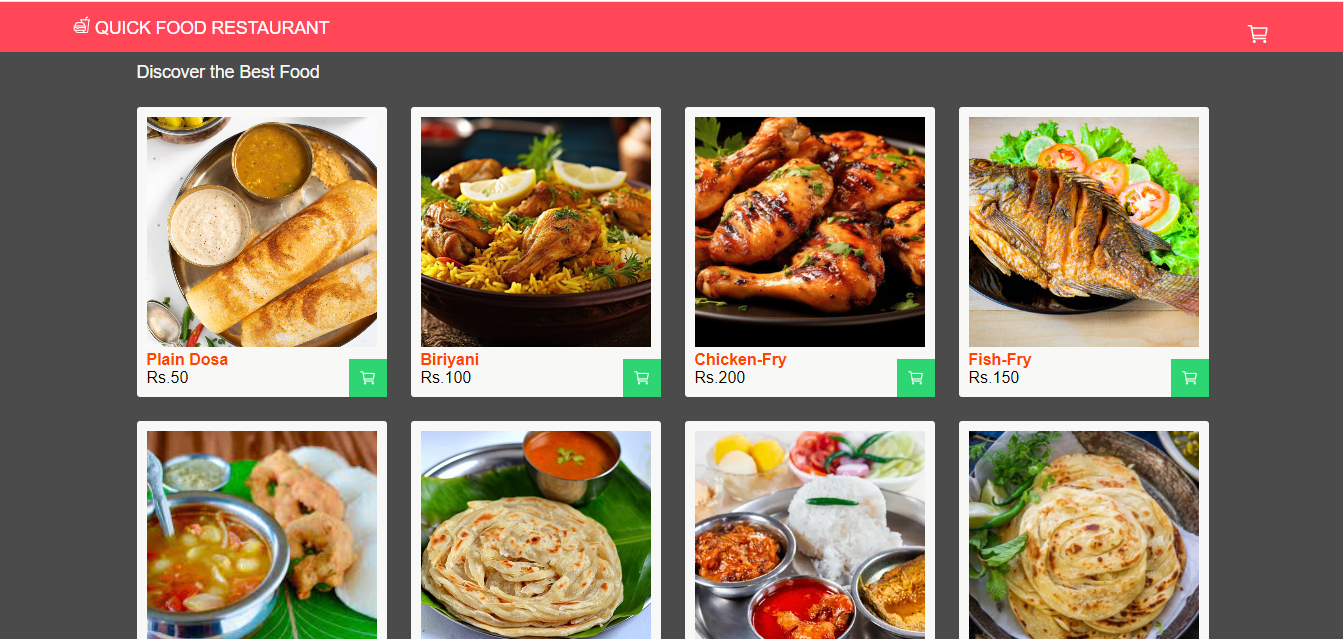 QUICK FOOD RESTAURANT
Discover the Best Food
Plain Dosa
Rs.50
Biriyani
Rs.100
Chicken-Fry
Rs.200
Fish-Fry
Rs.150